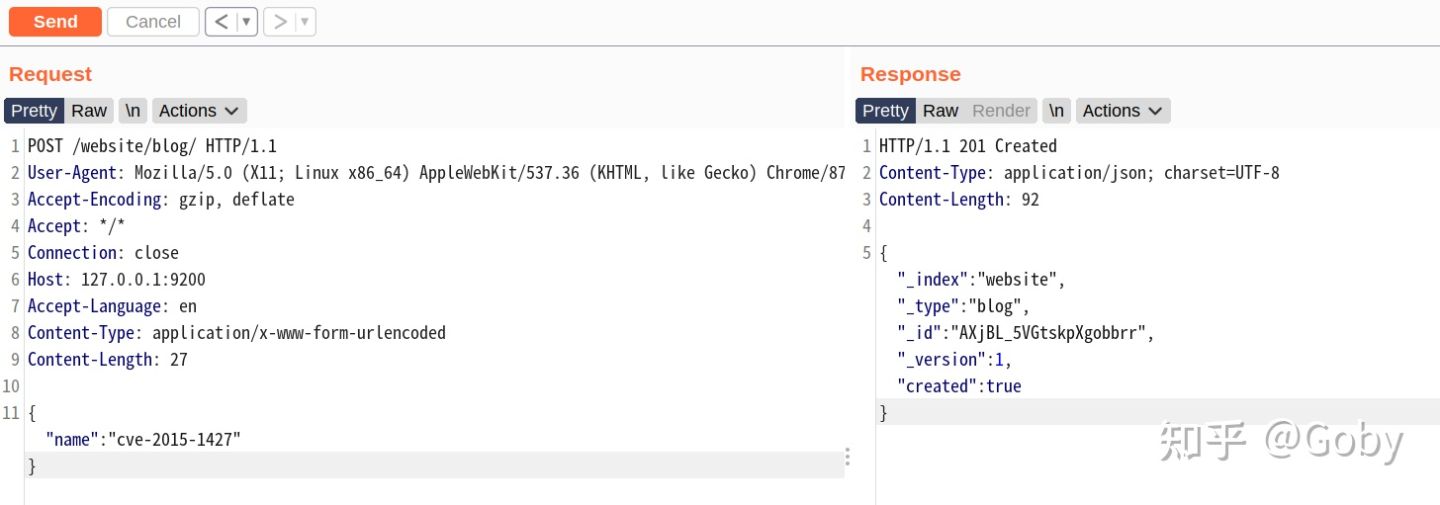 Send Cancel < ▼ > ▼
Request
Pretty Raw \n Actions
1 POST /website/blog/ HTTP/1.1
2 User-Agent: Mozilla/5.0 (X11; Linux x86_64) AppleWebKit/537.36 (KHTML, like Gecko) Chrome/87
3 Accept-Encoding: gzip, deflate
4 Accept: */*
5 Connection: close
6 Host: 127.0.0.1:9200
7 Accept-Language: en
8 Content-Type: application/x-www-form-urlencoded
9 Content-Length: 27
10
11 {
"name":"cve-2015-1427"
}
Response
Pretty Raw Render \n Actions
1 HTTP/1.1 201 Created
2 Content-Type: application/json; charset=UTF-8
3 Content-Length: 92
4
5 {
"_index":"website",
"_type":"blog",
"_id":"AXjBL_5VGtskpXgobbrr",
"_version":1,
"created":true
}
知乎 @Goby